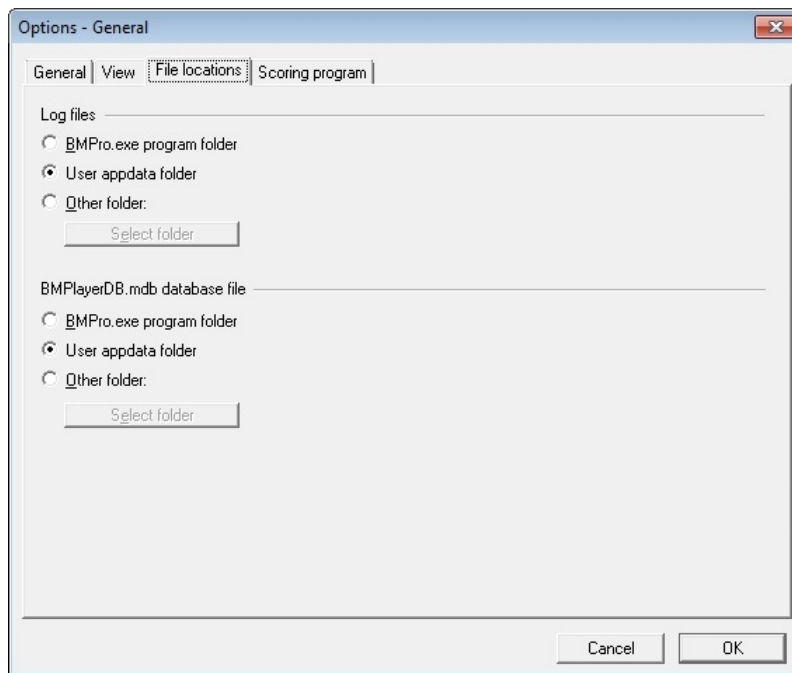 Options - General
General
View
File locations
Scoring program
Log files
BMPro.exe program folder
User appdata folder
Other folder:
Select folder
BMPlayerDB.mdb database file
BMPro.exe program folder
User appdata folder
Other folder:
Select folder
Cancel
OK